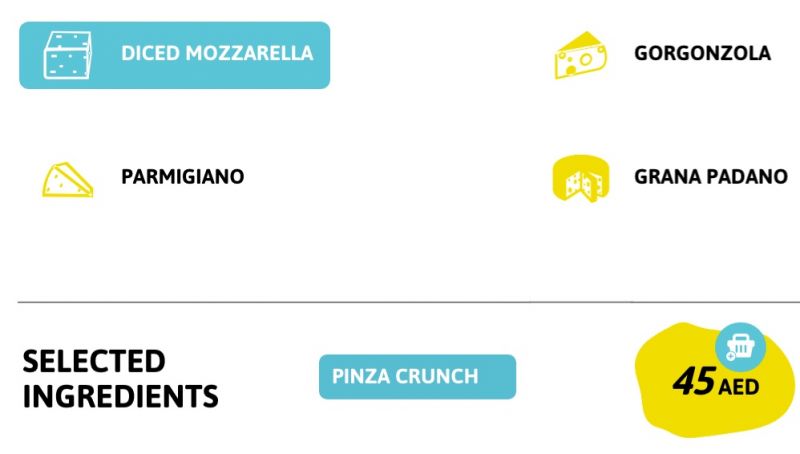 DICED MOZZARELLA
GORGONZOLA
PARMIGIANO
GRANA PADANO
SELECTED
INGREDIENTS
PINZA CRUNCH
45 AED